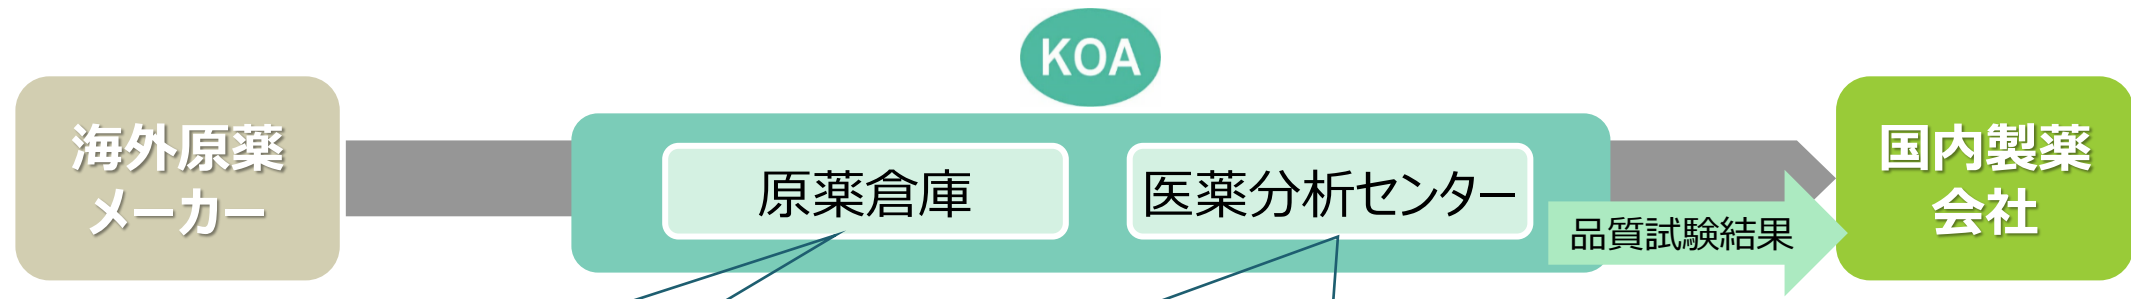 KOA
海外原薬
メーカー
原薬倉庫
医薬分析センター
品質試験結果
国内製薬
会社